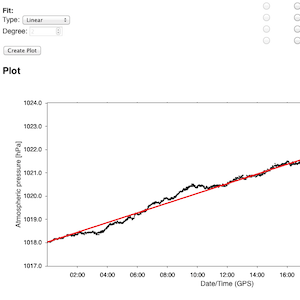 Fit:
Type: Linear
Degree:
Create Plot
Plot
1024.0
1023.0
1022.0
1021.0
1020.0
1019.0
1018.0
1017.0
Atmospheric pressure [hPa]
02:00 04:00 06:00 08:00 10:00 12:00 14:00 16:00
Date/Time (GPS)